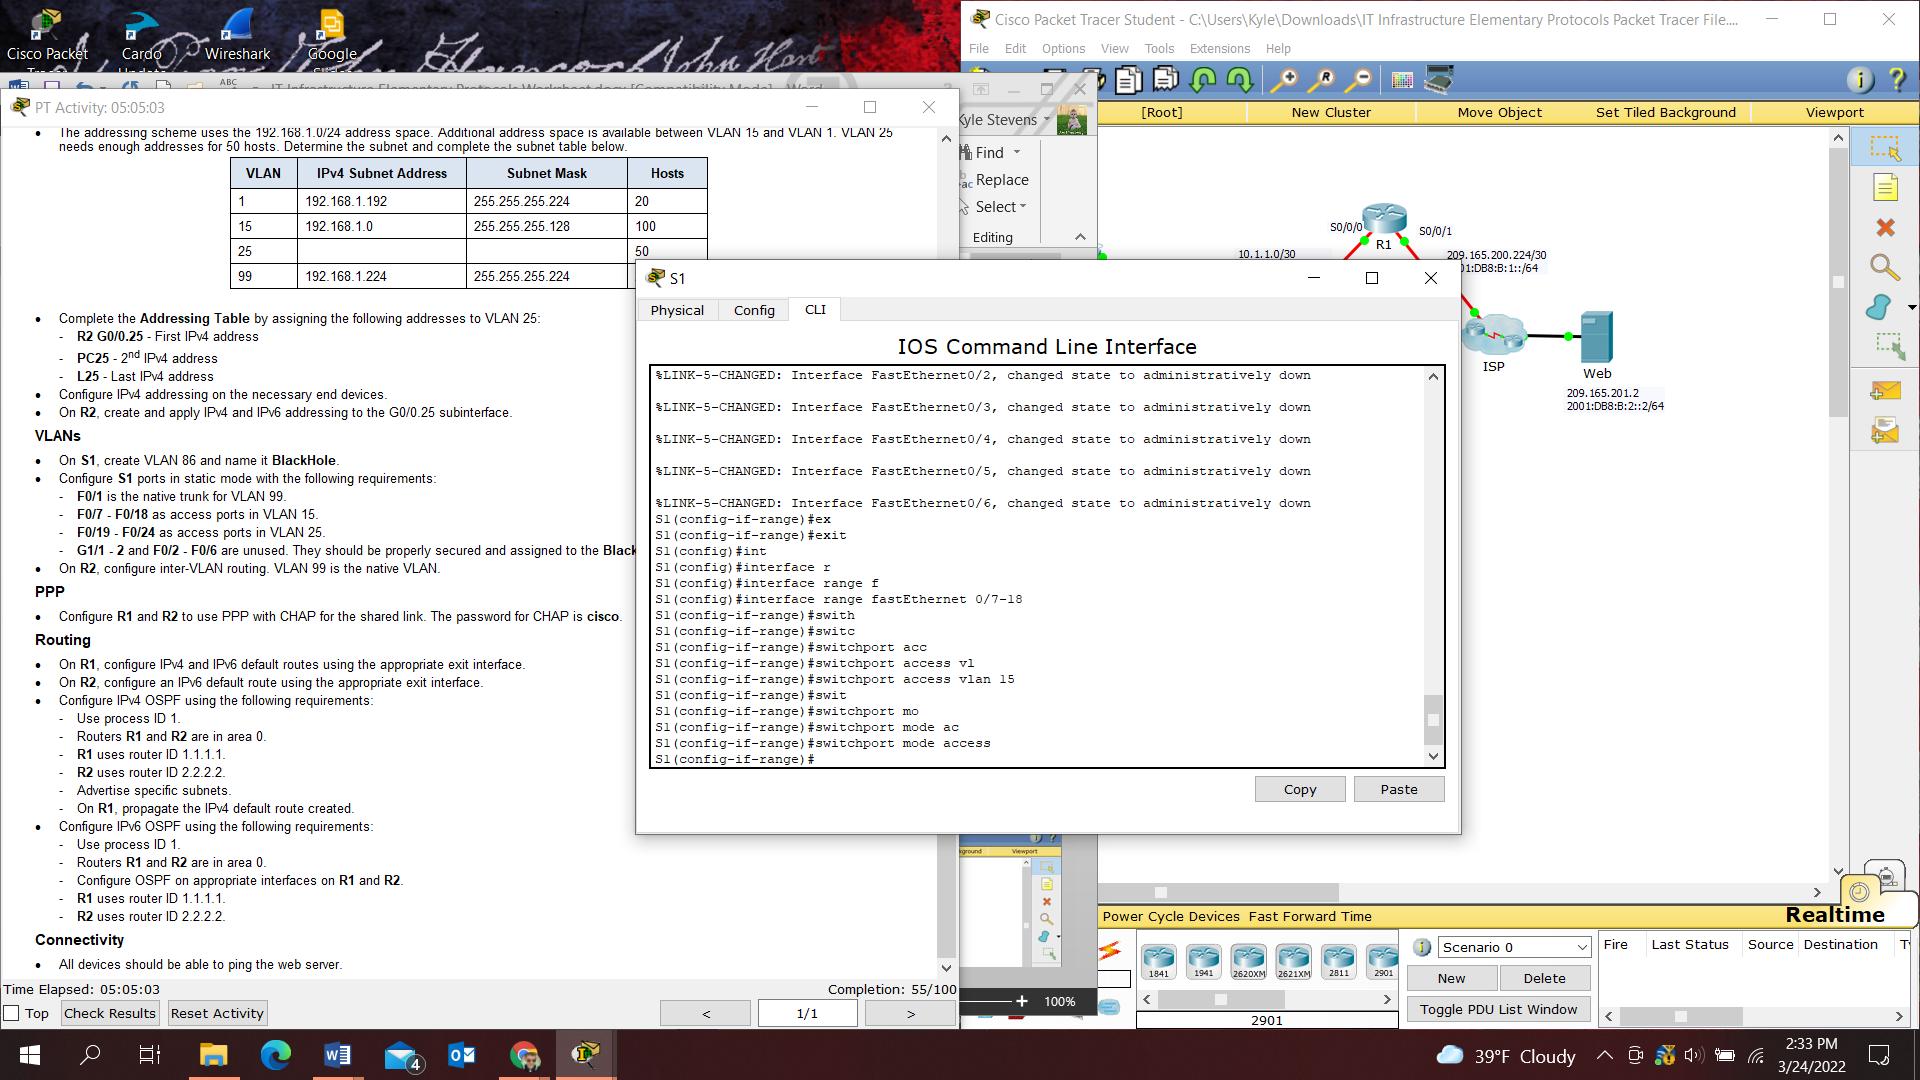 Cisco Packet
Cardo
Wireshark
Google
Cisco Packet Tracer Student - C:\Users\Kyle\Downloads\IT Infrastructure Elementary Protocols Packet Tracer File....
File Edit Options View Tools Extensions Help
[Root] New Cluster Move Object Set Tiled Background Viewport
PT Activity: 05:05:03
Kyle Stevens
Find
Replace
Select
Editing
The addressing scheme uses the 192.168.1.0/24 address space. Additional address space is available between VLAN 15 and VLAN 1. VLAN 25
needs enough addresses for 50 hosts. Determine the subnet and complete the subnet table below.
VLAN IPv4 Subnet Address Subnet Mask Hosts
1 192.168.1.192 255.255.255.224 20
15 192.168.1.0 255.255.255.128 100
25 50
99 192.168.1.224 255.255.255.224
• Complete the Addressing Table by assigning the following addresses to VLAN 25:
- R2 G0/0.25 - First IPv4 address
- PC25 - 2nd IPv4 address
- L25 - Last IPv4 address
• Configure IPv4 addressing on the necessary end devices.
• On R2, create and apply IPv4 and IPv6 addressing to the G0/0.25 subinterface.
VLANs
• On S1, create VLAN 86 and name it BlackHole.
• Configure S1 ports in static mode with the following requirements:
- F0/1 is the native trunk for VLAN 99.
- F0/7 - F0/18 as access ports in VLAN 15.
- F0/19 - F0/24 as access ports in VLAN 25.
- G1/1 - 2 and F0/2 - F0/6 are unused. They should be properly secured and assigned to the Black
• On R2, configure inter-VLAN routing. VLAN 99 is the native VLAN.
PPP
• Configure R1 and R2 to use PPP with CHAP for the shared link. The password for CHAP is cisco.
Routing
• On R1, configure IPv4 and IPv6 default routes using the appropriate exit interface.
• On R2, configure an IPv6 default route using the appropriate exit interface.
• Configure IPv4 OSPF using the following requirements:
- Use process ID 1.
- Routers R1 and R2 are in area 0.
- R1 uses router ID 1.1.1.1.
- R2 uses router ID 2.2.2.2.
- Advertise specific subnets.
- On R1, propagate the IPv4 default route created.
• Configure IPv6 OSPF using the following requirements:
- Use process ID 1.
- Routers R1 and R2 are in area 0.
- Configure OSPF on appropriate interfaces on R1 and R2.
- R1 uses router ID 1.1.1.1.
- R2 uses router ID 2.2.2.2.
Connectivity
• All devices should be able to ping the web server.
Time Elapsed: 05:05:03 Completion: 55/100
Top Check Results Reset Activity < 1/1 >
S1
Physical Config CLI
IOS Command Line Interface
%LINK-5-CHANGED: Interface FastEthernet0/2, changed state to administratively down
%LINK-5-CHANGED: Interface FastEthernet0/3, changed state to administratively down
%LINK-5-CHANGED: Interface FastEthernet0/4, changed state to administratively down
%LINK-5-CHANGED: Interface FastEthernet0/5, changed state to administratively down
%LINK-5-CHANGED: Interface FastEthernet0/6, changed state to administratively down
S1(config-if-range)#ex
S1(config-if-range)#exit
S1(config)#int
S1(config)#interface r
S1(config)#interface range f
S1(config)#interface range fastEthernet 0/7-18
S1(config-if-range)#swith
S1(config-if-range)#switc
S1(config-if-range)#switchport acc
S1(config-if-range)#switchport access vl
S1(config-if-range)#switchport access vlan 15
S1(config-if-range)#swit
S1(config-if-range)#switchport mo
S1(config-if-range)#switchport mode ac
S1(config-if-range)#switchport mode access
S1(config-if-range)#
Copy Paste
S0/0/0
R1
S0/0/1
10.1.1.0/30
209.165.200.224/30
01:DB8:B:1::/64
ISP
Web
209.165.201.2
2001:DB8:B:2::2/64
100%
Power Cycle Devices Fast Forward Time
Realtime
1841 1941 2620XM 2621XM 2811 2901
2901
Scenario 0
New Delete
Toggle PDU List Window
Fire Last Status Source Destination
4
39°F Cloudy
2:33 PM
3/24/2022